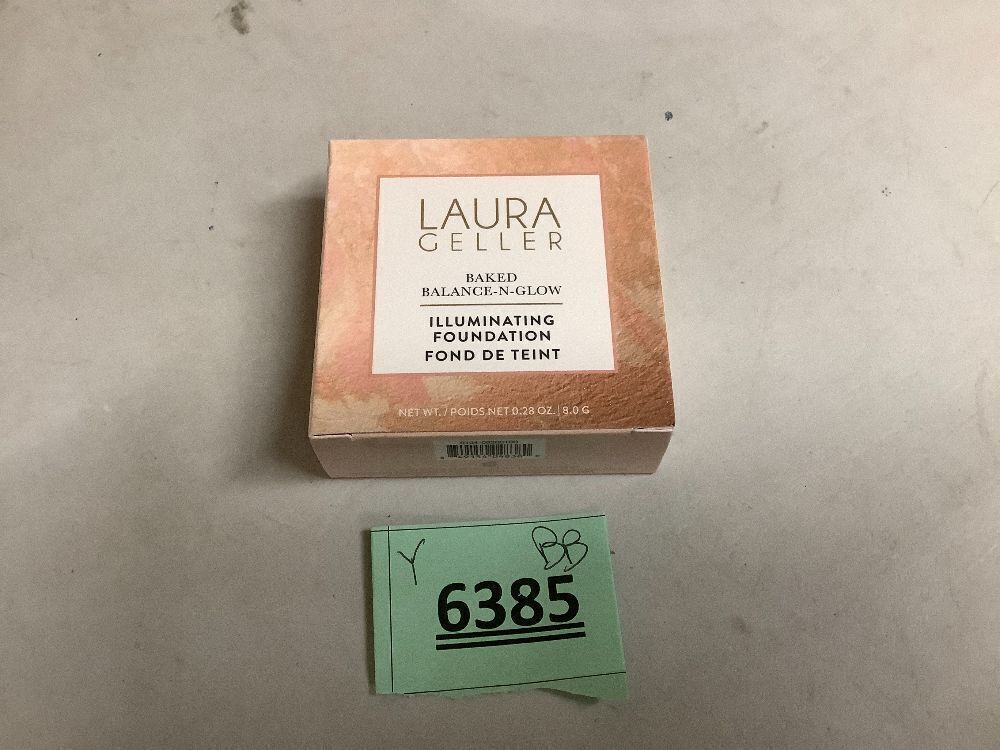 LAURA
GELLER
BAKED
BALANCE-N-GLOW
ILLUMINATING
FOUNDATION
FOND DE TEINT
NET WT. / POIDS NET 0.28 OZ. | 8.0 G
Y BB
6385